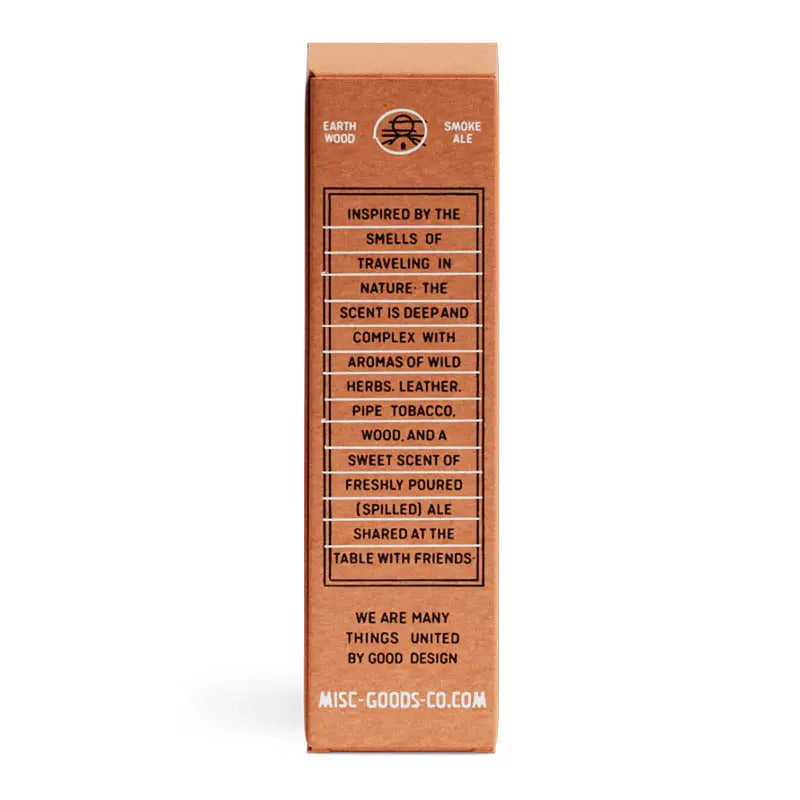 EARTH WOOD
SMOKE ALE
INSPIRED BY THE
SMELLS OF
TRAVELING IN
NATURE. THE
SCENT IS DEEP AND
COMPLEX WITH
AROMAS OF WILD
HERBS, LEATHER,
PIPE TOBACCO,
WOOD, AND A
SWEET SCENT OF
FRESHLY POURED
(SPILLED) ALE
SHARED AT THE
TABLE WITH FRIENDS.
WE ARE MANY
THINGS UNITED
BY GOOD DESIGN
MISC-GOODS-CO.COM